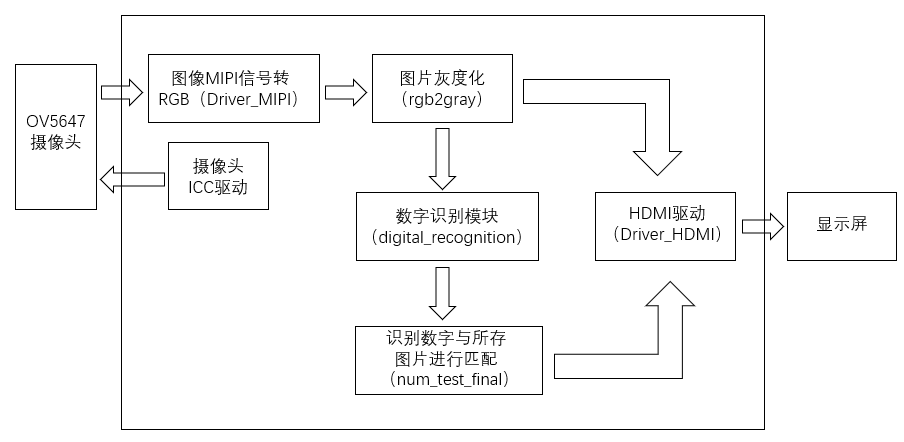 OV5647
摄像头
图像MIPI信号转
RGB（Driver_MIPI）
图片灰度化
（rgb2gray）
摄像头
ICC驱动
数字识别模块
（digital_recognition）
HDMI驱动
（Driver_HDMI）
显示屏
识别数字与所存
图片进行匹配
（num_test_final）